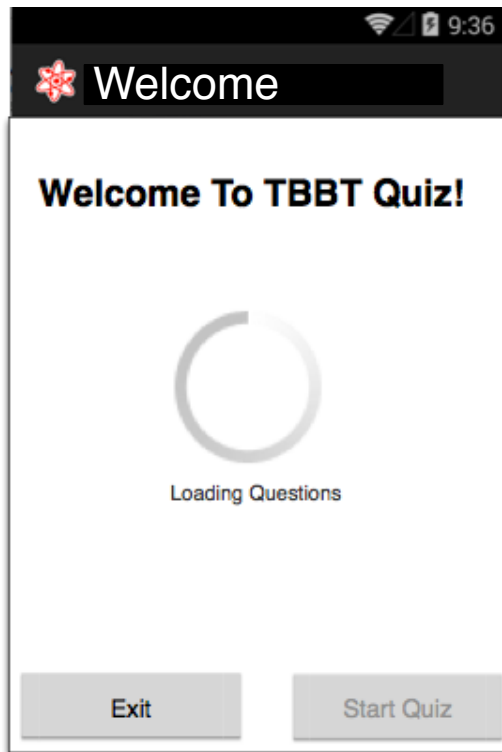 9:36
Welcome
Welcome To TBBT Quiz!
Loading Questions
Exit
Start Quiz